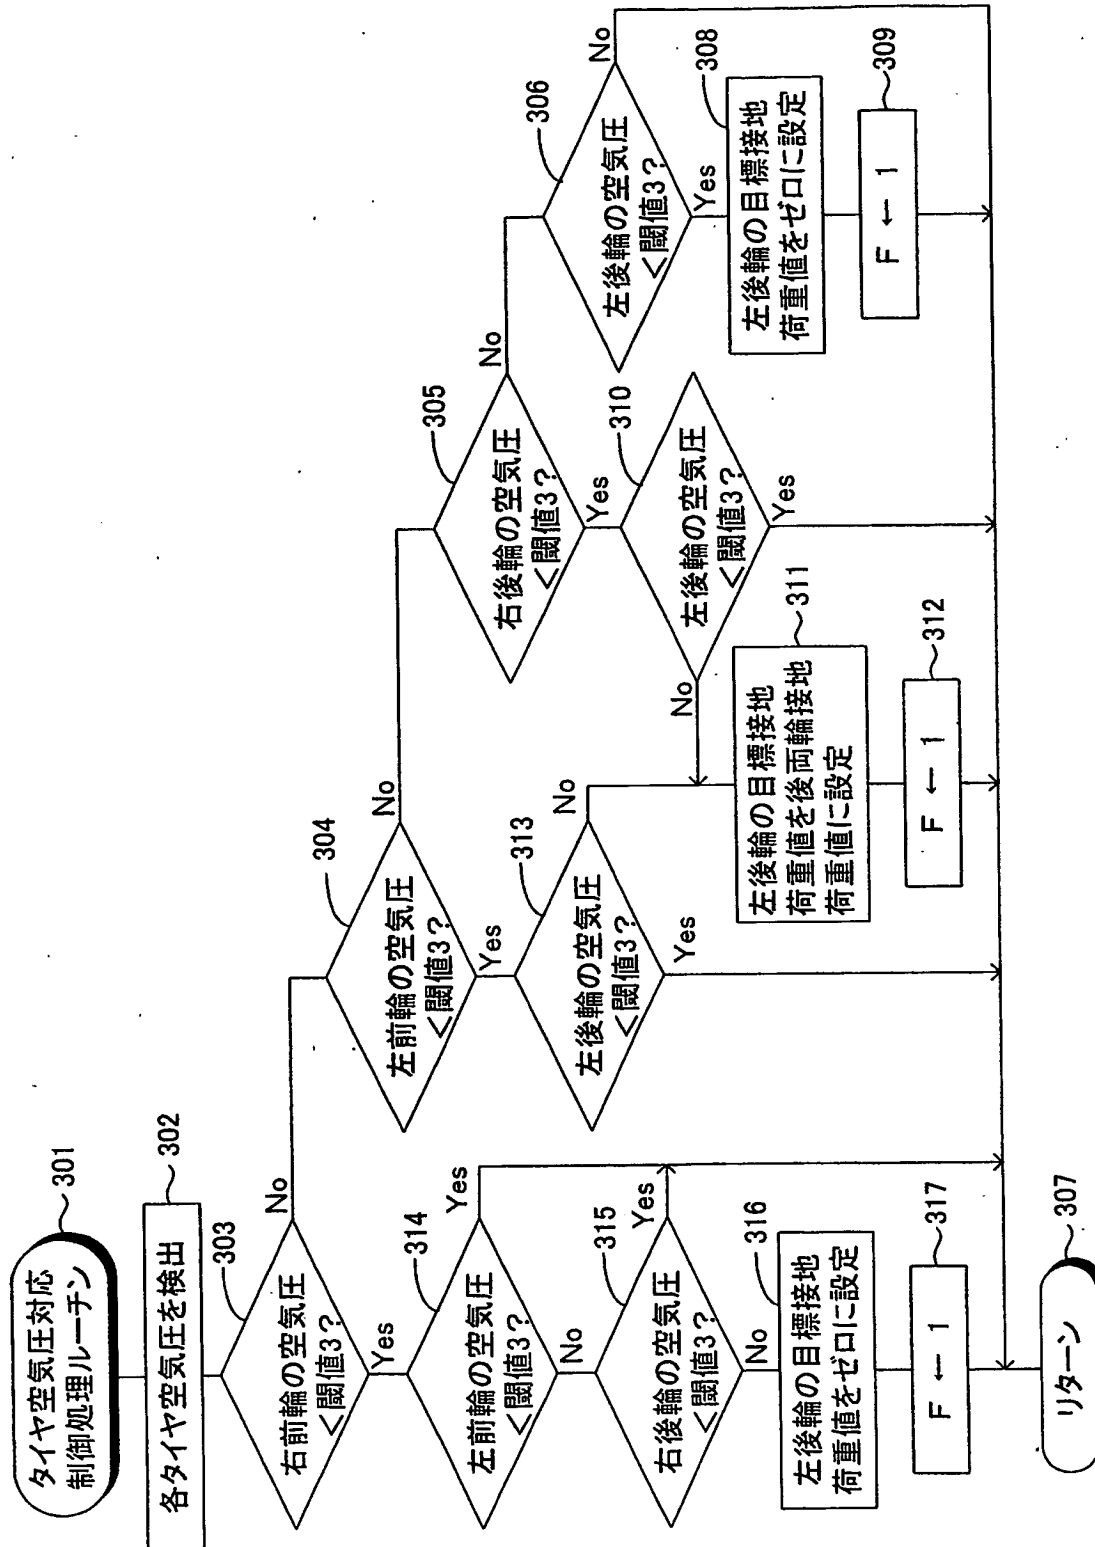 タイヤ空気圧対応
制御処理ルーチン
301
各タイヤ空気圧を検出
302
右前輪の空気圧
<閾値3?
303
No
Yes
左前輪の空気圧
<閾値3?
304
No
Yes
右後輪の空気圧
<閾値3?
305
No
Yes
左後輪の空気圧
<閾値3?
306
No
Yes
左後輪の目標接地
荷重値をゼロに設定
308
F ← 1
309
左後輪の空気圧
<閾値3?
310
No
Yes
左後輪の目標接地
荷重値を後両輪接地
荷重値に設定
311
F ← 1
312
左後輪の空気圧
<閾値3?
313
No
Yes
左前輪の空気圧
<閾値3?
314
Yes
No
右後輪の空気圧
<閾値3?
315
Yes
No
左後輪の目標接地
荷重値をゼロに設定
316
F ← 1
317
リターン
307